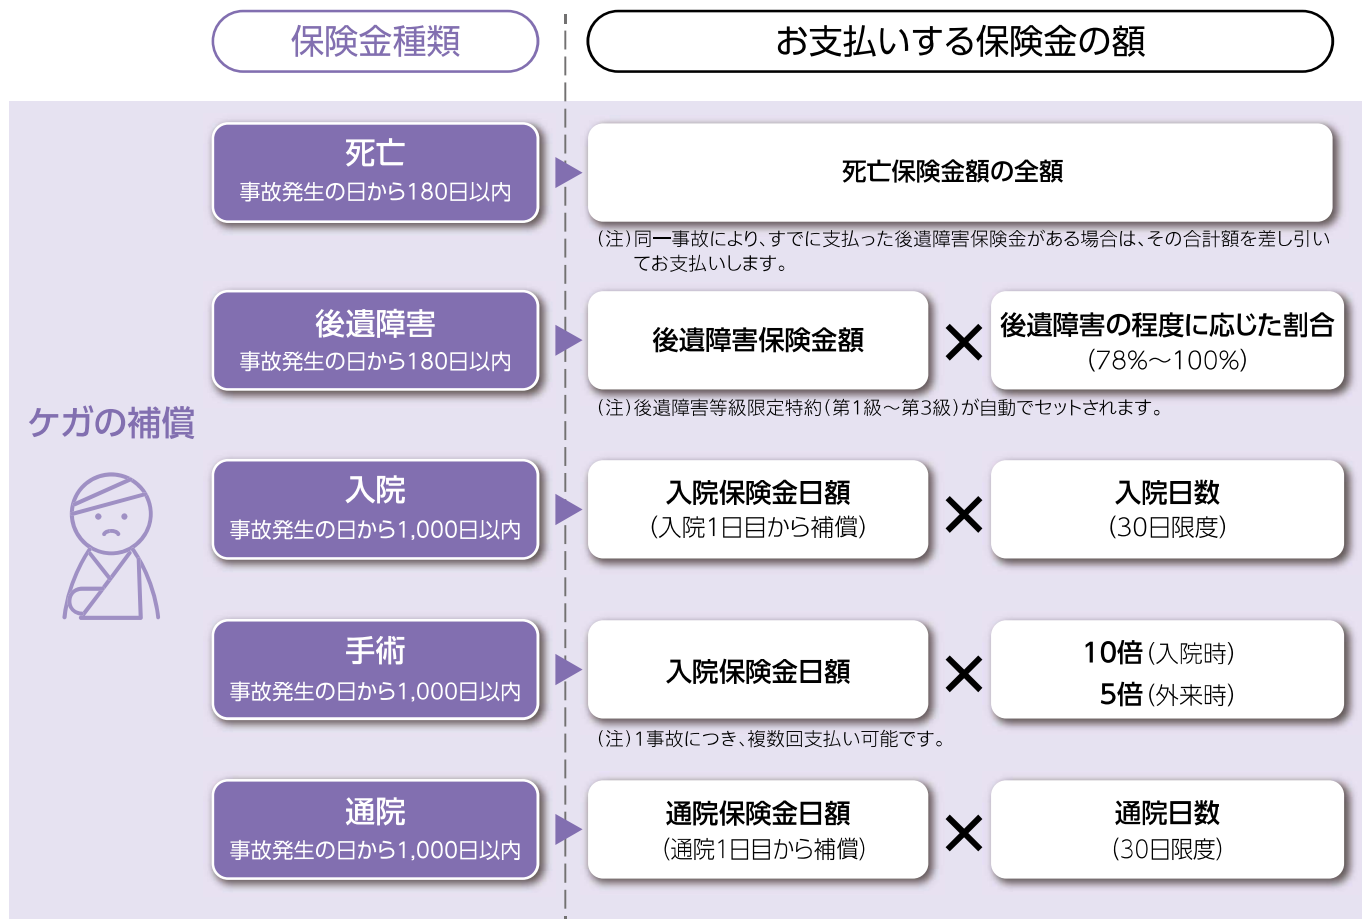 保険金種類
お支払いする保険金の額
ケガの補償
死亡
事故発生の日から180日以内
死亡保険金額の全額
(注)同一事故により、すでに支払った後遺障害保険金がある場合は、その合計額を差し引い
てお支払いします。
後遺障害
事故発生の日から180日以内
後遺障害保険金額
×
後遺障害の程度に応じた割合
(78%～100%)
(注)後遺障害等級限定特約(第1級～第3級)が自動でセットされます。
入院
事故発生の日から1,000日以内
入院保険金日額
(入院1日目から補償)
×
入院日数
(30日限度)
手術
事故発生の日から1,000日以内
入院保険金日額
×
10倍(入院時)
5倍(外来時)
(注)1事故につき、複数回支払い可能です。
通院
事故発生の日から1,000日以内
通院保険金日額
(通院1日目から補償)
×
通院日数
(30日限度)